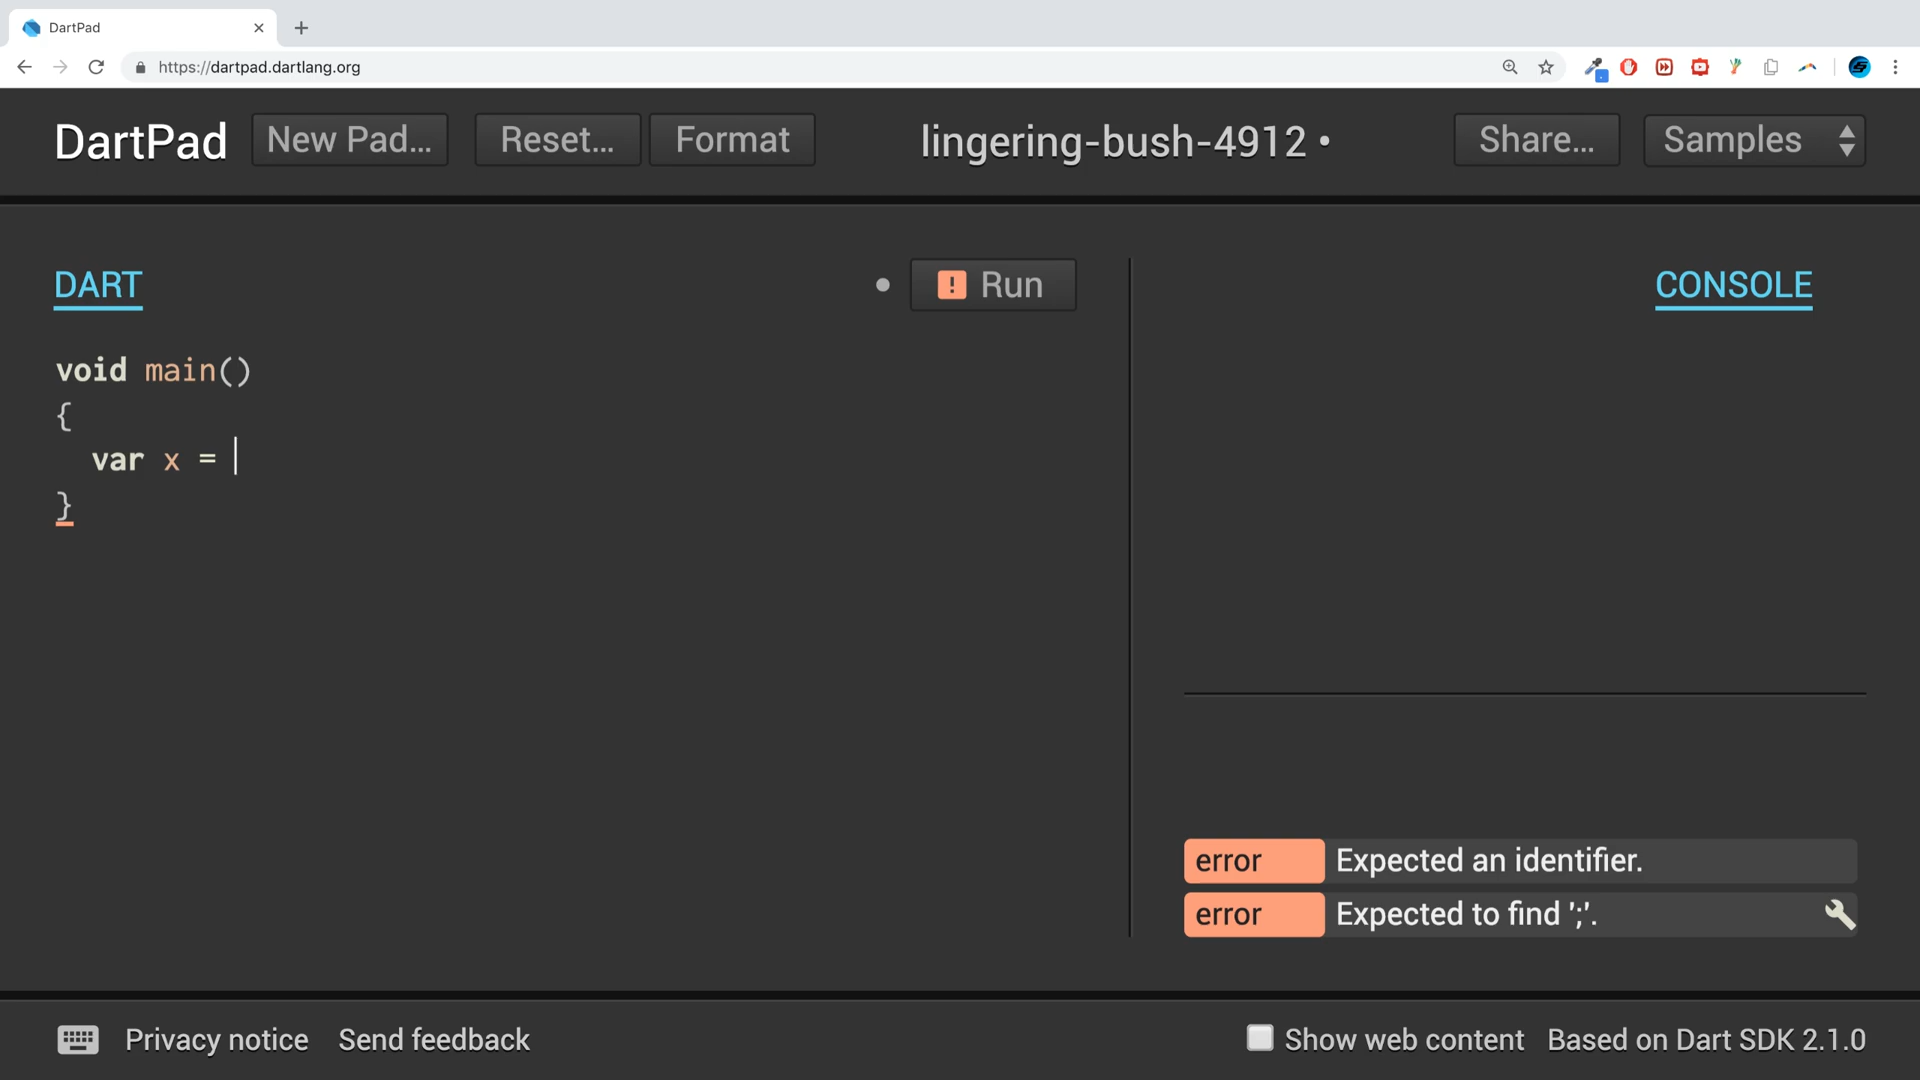 DartPad
https://dartpad.dartlang.org
DartPad New Pad... Reset... Format lingering-bush-4912 • Share... Samples
DART ! Run CONSOLE
void main()
{
var x =
}
error Expected an identifier.
error Expected to find ';'.
Privacy notice Send feedback Show web content Based on Dart SDK 2.1.0